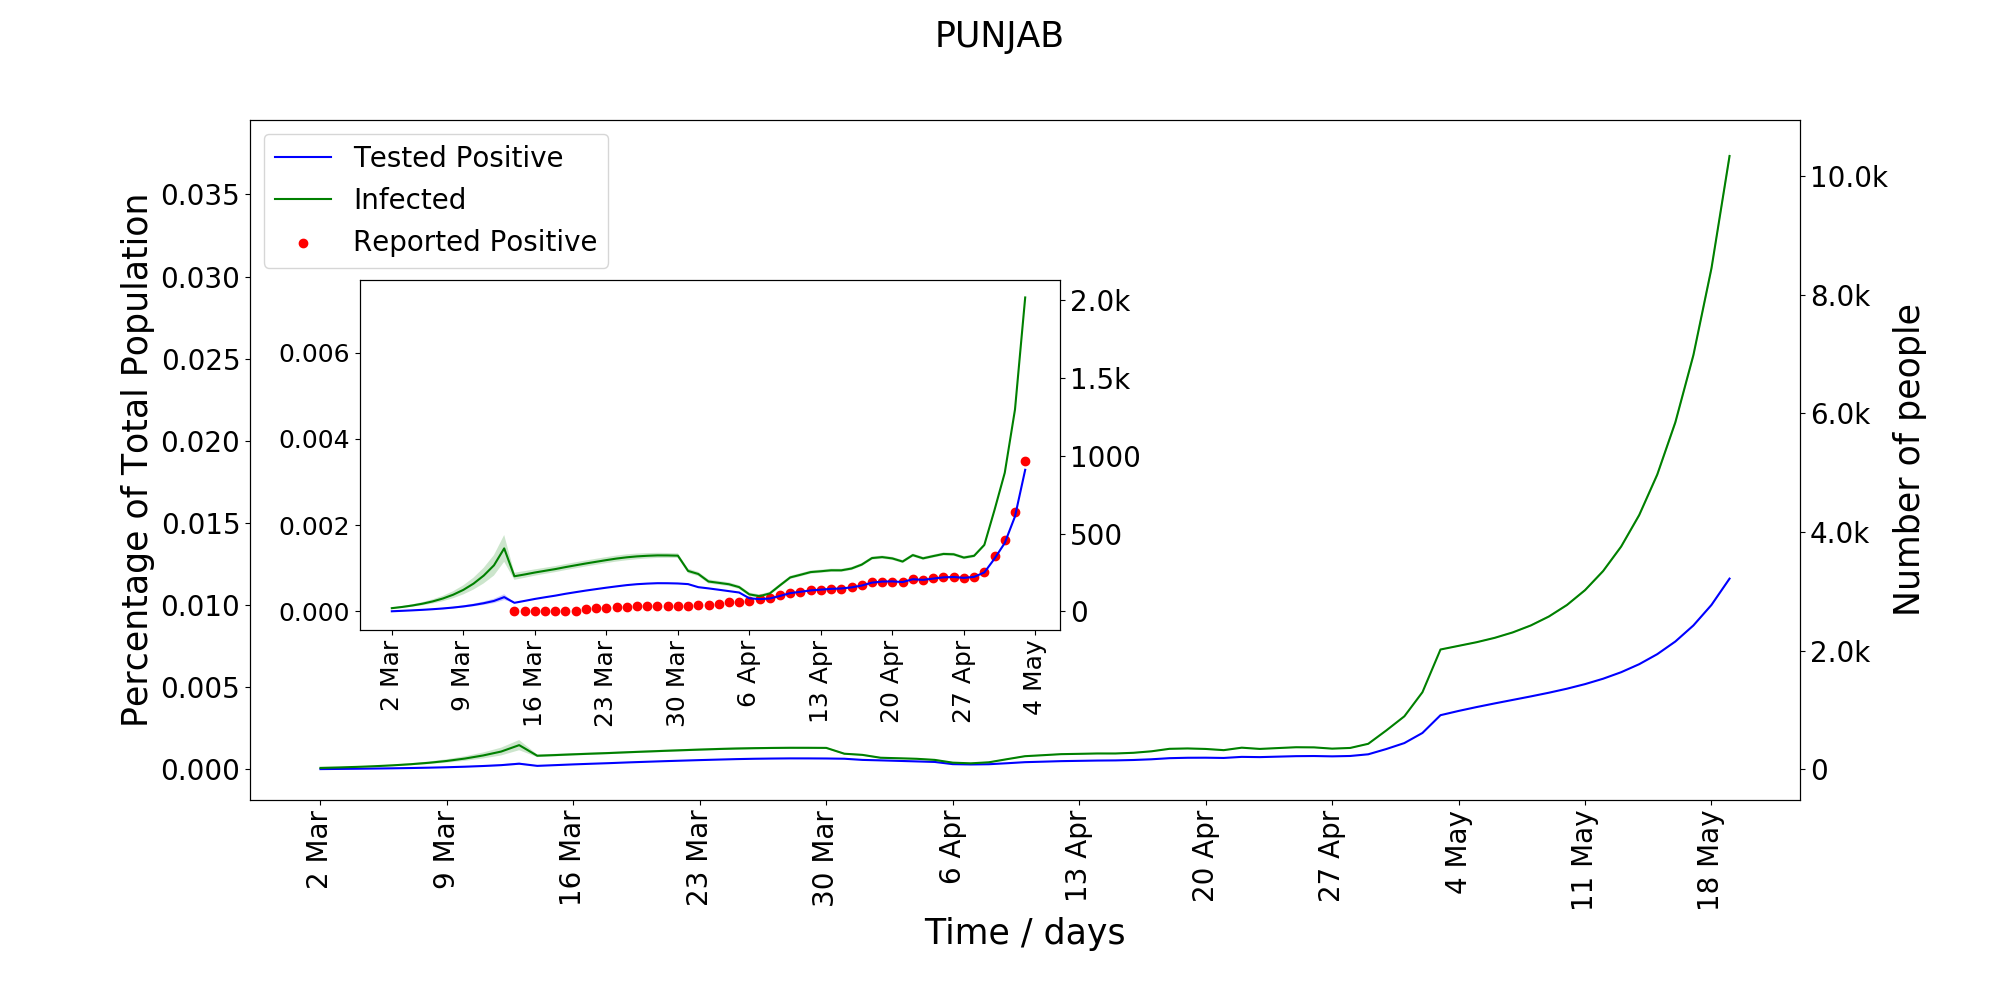 PUNJAB
Tested Positive
Infected
Reported Positive
Percentage of Total Population
0.035
0.030
0.025
0.020
0.015
0.010
0.005
0.000
10.0k
8.0k
6.0k
4.0k
2.0k
0
Number of people
0.006
0.004
0.002
0.000
2.0k
1.5k
1000
500
0
2 Mar
9 Mar
16 Mar
23 Mar
30 Mar
6 Apr
13 Apr
20 Apr
27 Apr
4 May
2 Mar
9 Mar
16 Mar
23 Mar
30 Mar
6 Apr
13 Apr
20 Apr
27 Apr
4 May
11 May
18 May
Time / days